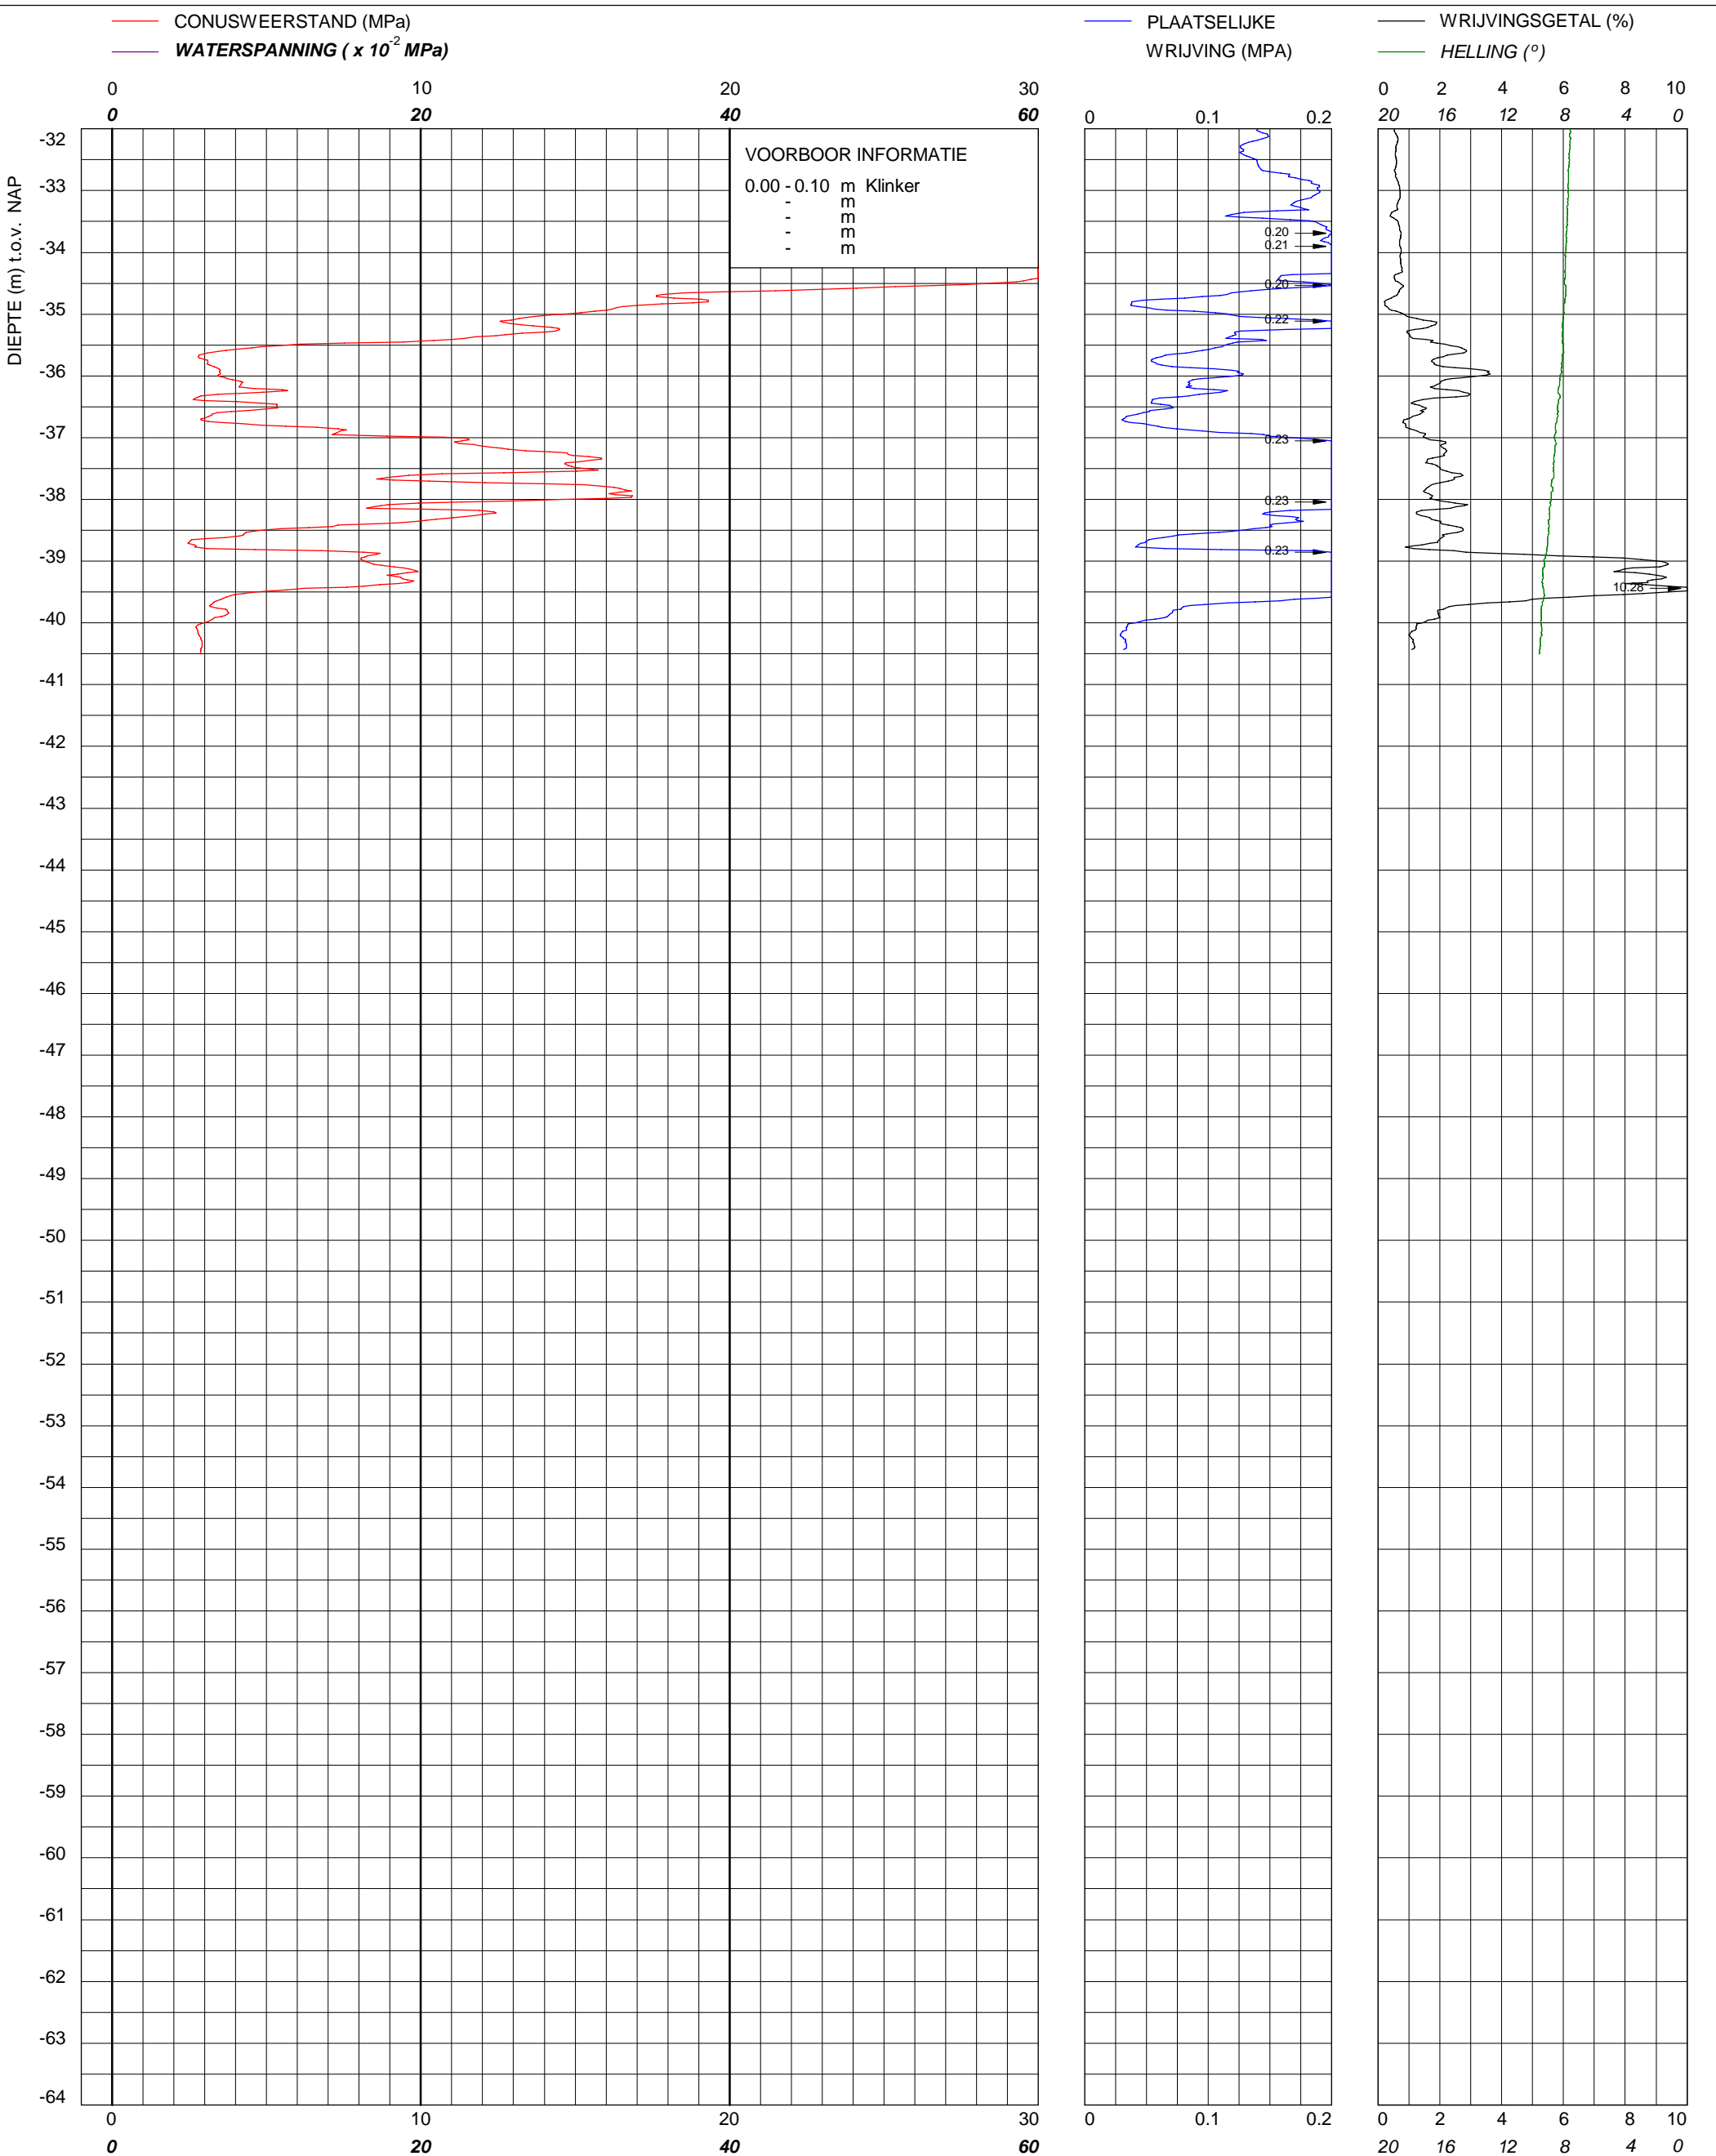 CONUSWEERSTAND (MPa)
WATERSPANNING ( x 10-2 MPa)
PLAATSELIJKE
WRIJVING (MPA)
WRIJVINGSGETAL (%)
HELLING (º)
0 10 20 30
0 20 40 60
0 0.1 0.2
0 2 4 6 8 10
20 16 12 8 4 0
DIEPTE (m) t.o.v. NAP
VOORBOOR INFORMATIE
0.00 - 0.10 m Klinker
- m
- m
- m
- m
-32
-33
-34
-35
-36
-37
-38
-39
-40
-41
-42
-43
-44
-45
-46
-47
-48
-49
-50
-51
-52
-53
-54
-55
-56
-57
-58
-59
-60
-61
-62
-63
-64
0.20
0.21
0.20
0.22
0.23
0.23
0.23
10.28
0 10 20 30
0 20 40 60
0 0.1 0.2
0 2 4 6 8 10
20 16 12 8 4 0